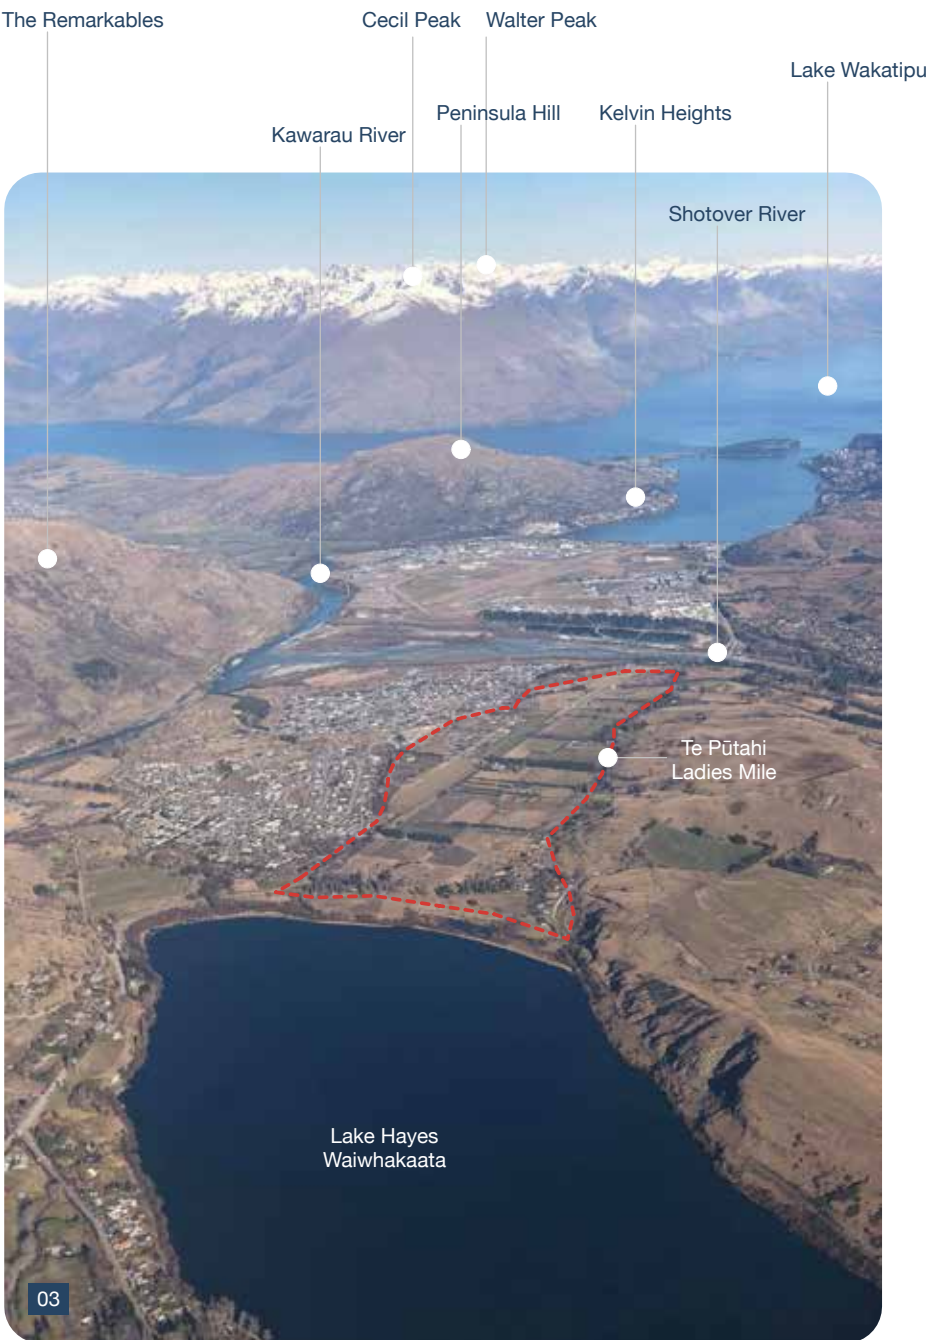 The Remarkables
Cecil Peak
Walter Peak
Lake Wakatipu
Peninsula Hill
Kelvin Heights
Kawarau River
Shotover River
Te Pūtahi
Ladies Mile
Lake Hayes
Waiwhakaata
03